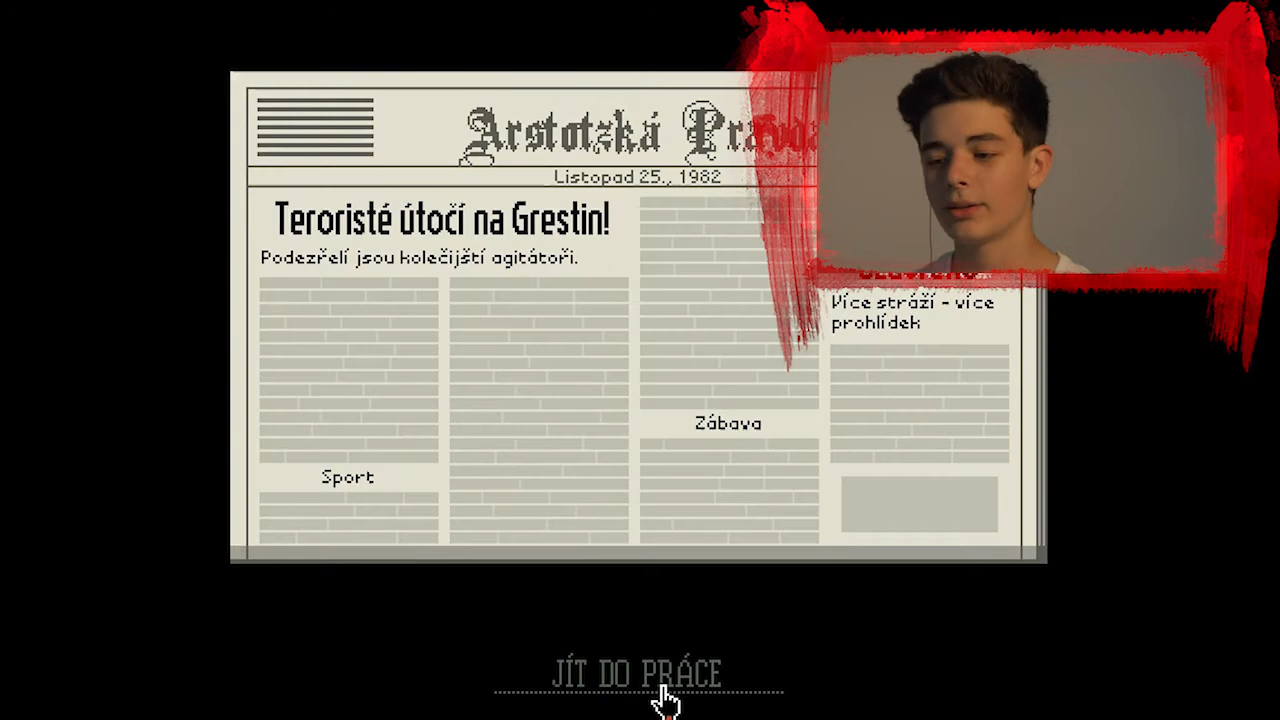 Arstotzká Pravda
Listopad 25., 1982
Teroristé útočí na Grestin!
Podezřelí jsou kolečijští agitátoři.
Více stráží - více
prohlídek
Zábava
Sport
JÍT DO PRÁCE